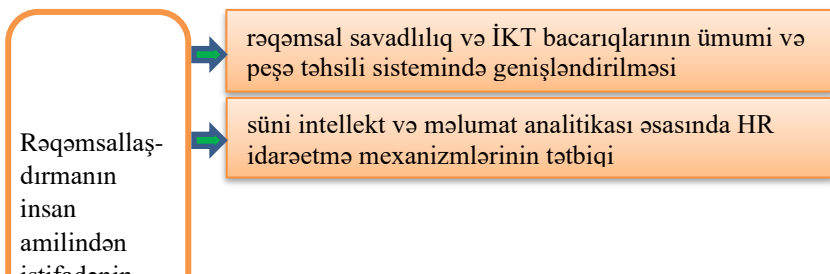 rəqəmsal savadlılıq və İKT bacarıqlarının ümumi və
peşə təhsili sistemində genişləndirilməsi
süni intellekt və məlumat analitikası əsasında HR
idarəetmə mexanizmlərinin tətbiqi
Rəqəmsallaş-
dırmanın
insan
amilindən
istifadənin